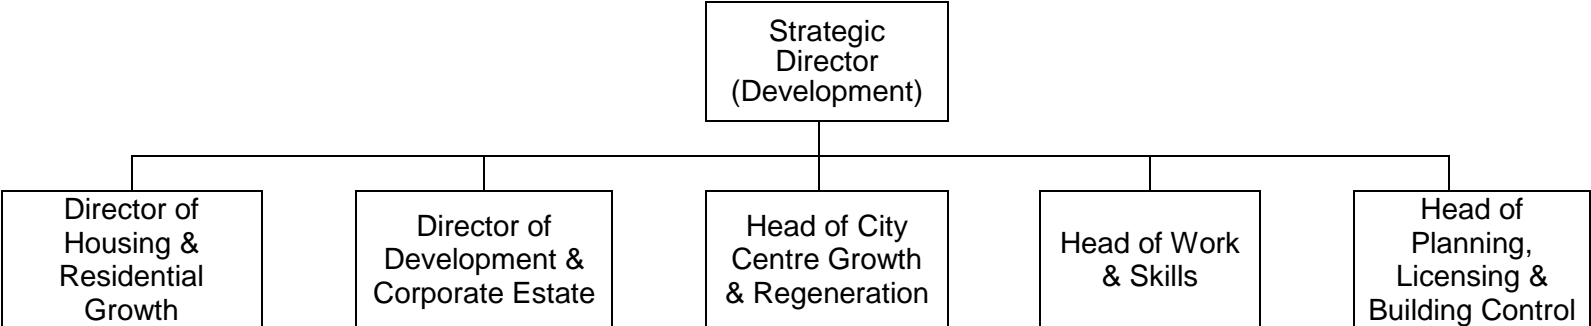 Strategic
Director
(Development)
Director of
Housing &
Residential
Growth
Director of
Development &
Corporate Estate
Head of City
Centre Growth
& Regeneration
Head of Work
& Skills
Head of
Planning,
Licensing &
Building Control